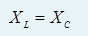 X_L = X_C